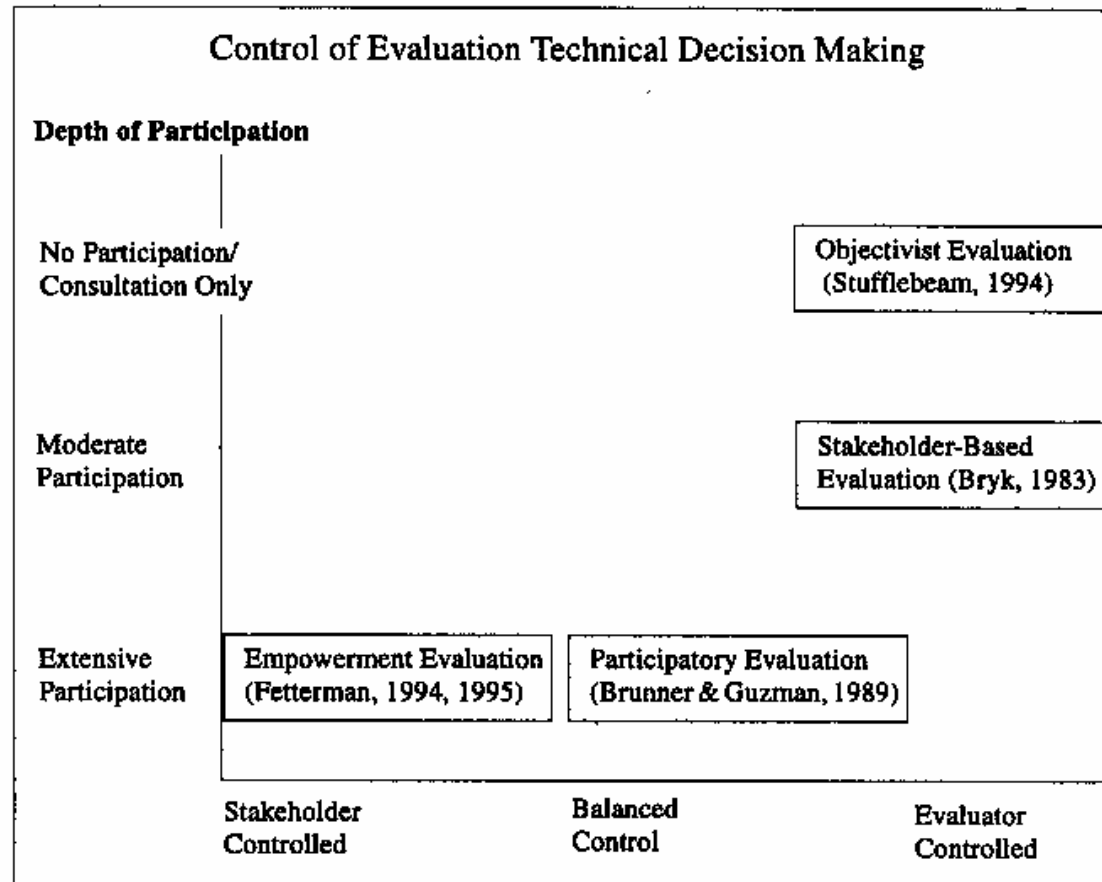 Control of Evaluation Technical Decision Making
Depth of Participation
No Participation/
Consultation Only
Objectivist Evaluation
(Stufflebeam, 1994)
Moderate
Participation
Stakeholder-Based
Evaluation (Bryk, 1983)
Extensive
Participation
Empowerment Evaluation
(Fetterman, 1994, 1995)
Participatory Evaluation
(Brunner & Guzman, 1989)
Stakeholder
Controlled
Balanced
Control
Evaluator
Controlled